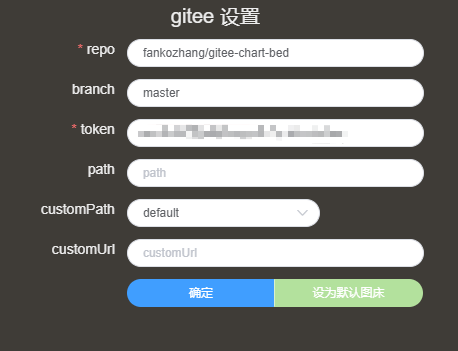 gitee 设置
* repo fankozhang/gitee-chart-bed
branch master
* token
path path
customPath default
customUrl customUrl
确定 设为默认图床